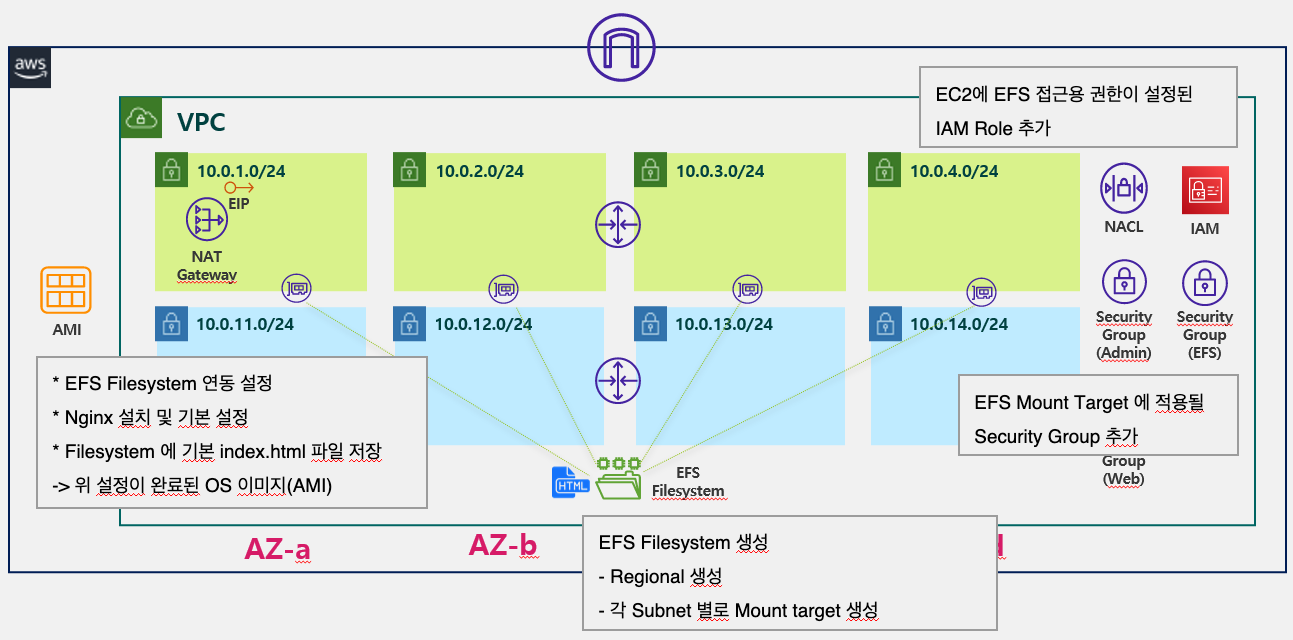 aws
EC2에 EFS 접근용 권한이 설정된
IAM Role 추가
VPC
10.0.1.0/24
10.0.2.0/24
10.0.3.0/24
10.0.4.0/24
EIP
NAT
Gateway
NACL
IAM
AMI
10.0.11.0/24
10.0.12.0/24
10.0.13.0/24
10.0.14.0/24
Security
Group
(Admin)
Security
Group
(EFS)
* EFS Filesystem 연동 설정
* Nginx 설치 및 기본 설정
* Filesystem 에 기본 index.html 파일 저장
-> 위 설정이 완료된 OS 이미지(AMI)
EFS Mount Target 에 적용될
Security Group 추가
Group
(Web)
HTML
EFS
Filesystem
AZ-a
AZ-b
EFS Filesystem 생성
- Regional 생성
- 각 Subnet 별로 Mount target 생성